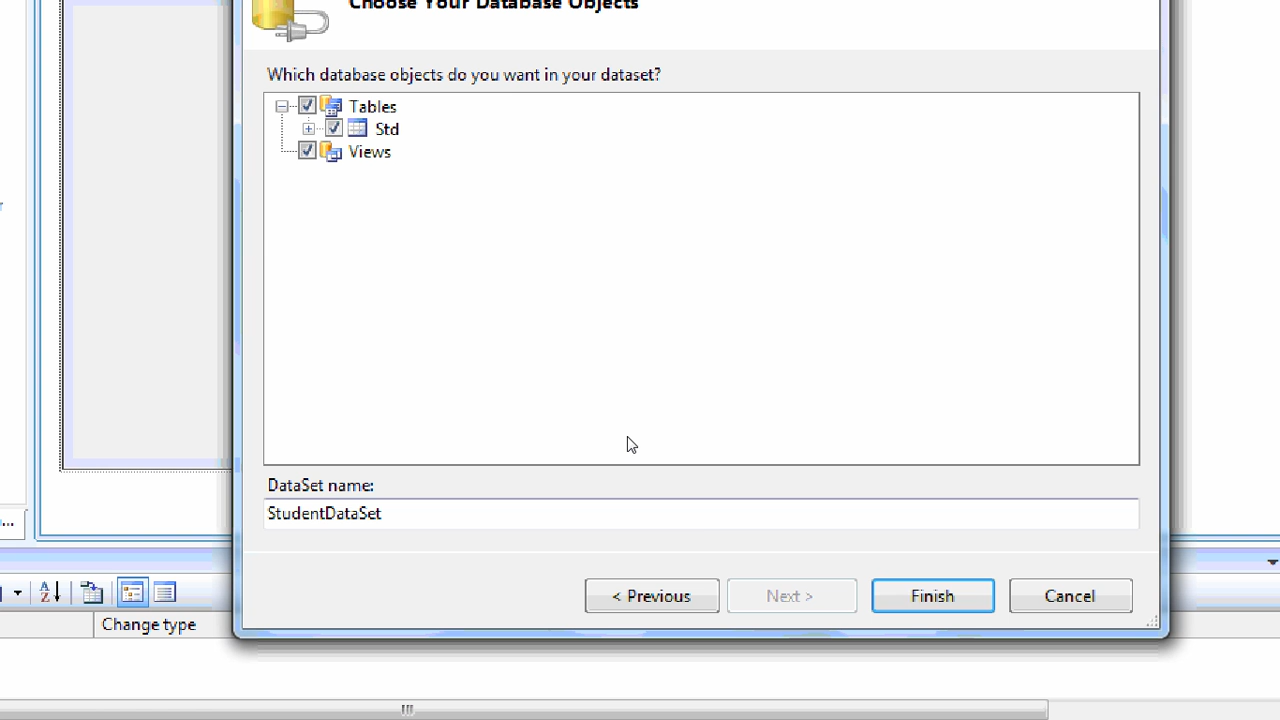 Choose Your Database Objects
Which database objects do you want in your dataset?
Tables
Std
Views
DataSet name:
StudentDataSet
...
< Previous
Next >
Finish
Cancel
Change type